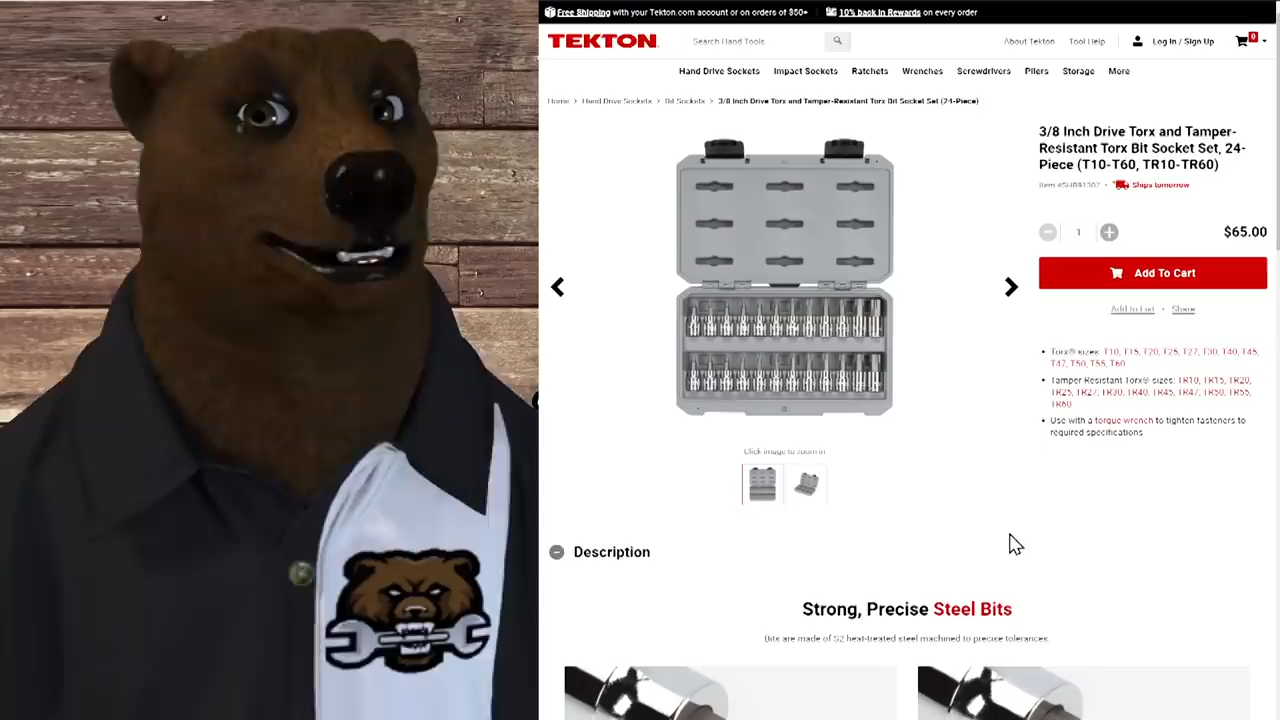 Free Shipping with your Tekton.com account or on orders of $50+
10% back in Rewards on every order
TEKTON
Search Hand Tools
About Tekton
Tool Help
Log In / Sign Up
0
Hand Drive Sockets
Impact Sockets
Ratchets
Wrenches
Screwdrivers
Pliers
Storage
More
Home > Hand Drive Sockets > Bit Sockets > 3/8 Inch Drive Torx and Tamper-Resistant Torx Bit Socket Set (24-Piece)
3/8 Inch Drive Torx and Tamper-
Resistant Torx Bit Socket Set, 24-
Piece (T10-T60, TR10-TR60)
Item #SHB91302 • Ships tomorrow
1
$65.00
Add To Cart
Add to List • Share
• Torx® sizes: T10, T15, T20, T25, T27, T30, T40, T45,
T47, T50, T55, T60
• Tamper Resistant Torx® sizes: TR10, TR15, TR20,
TR25, TR27, TR30, TR40, TR45, TR47, TR50, TR55,
TR60
• Use with a torque wrench to tighten fasteners to
required specifications
Click image to zoom in
Description
Strong, Precise Steel Bits
Bits are made of S2 heat-treated steel machined to precise tolerances.